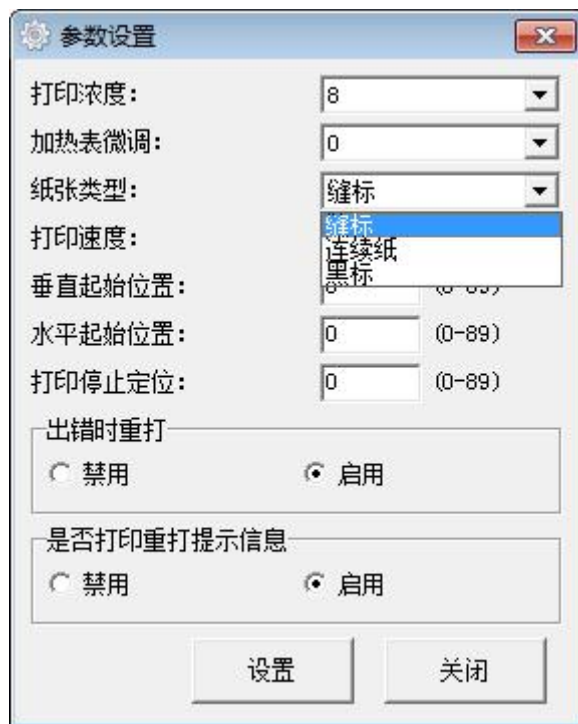 参数设置
打印浓度: 8
加热表微调: 0
纸张类型: 缝标
缝标
打印速度:
连续纸
黑标
垂直起始位置:
水平起始位置: 0 (0-89)
打印停止定位: 0 (0-89)
出错时重打
禁用 启用
是否打印重打提示信息
禁用 启用
设置 关闭